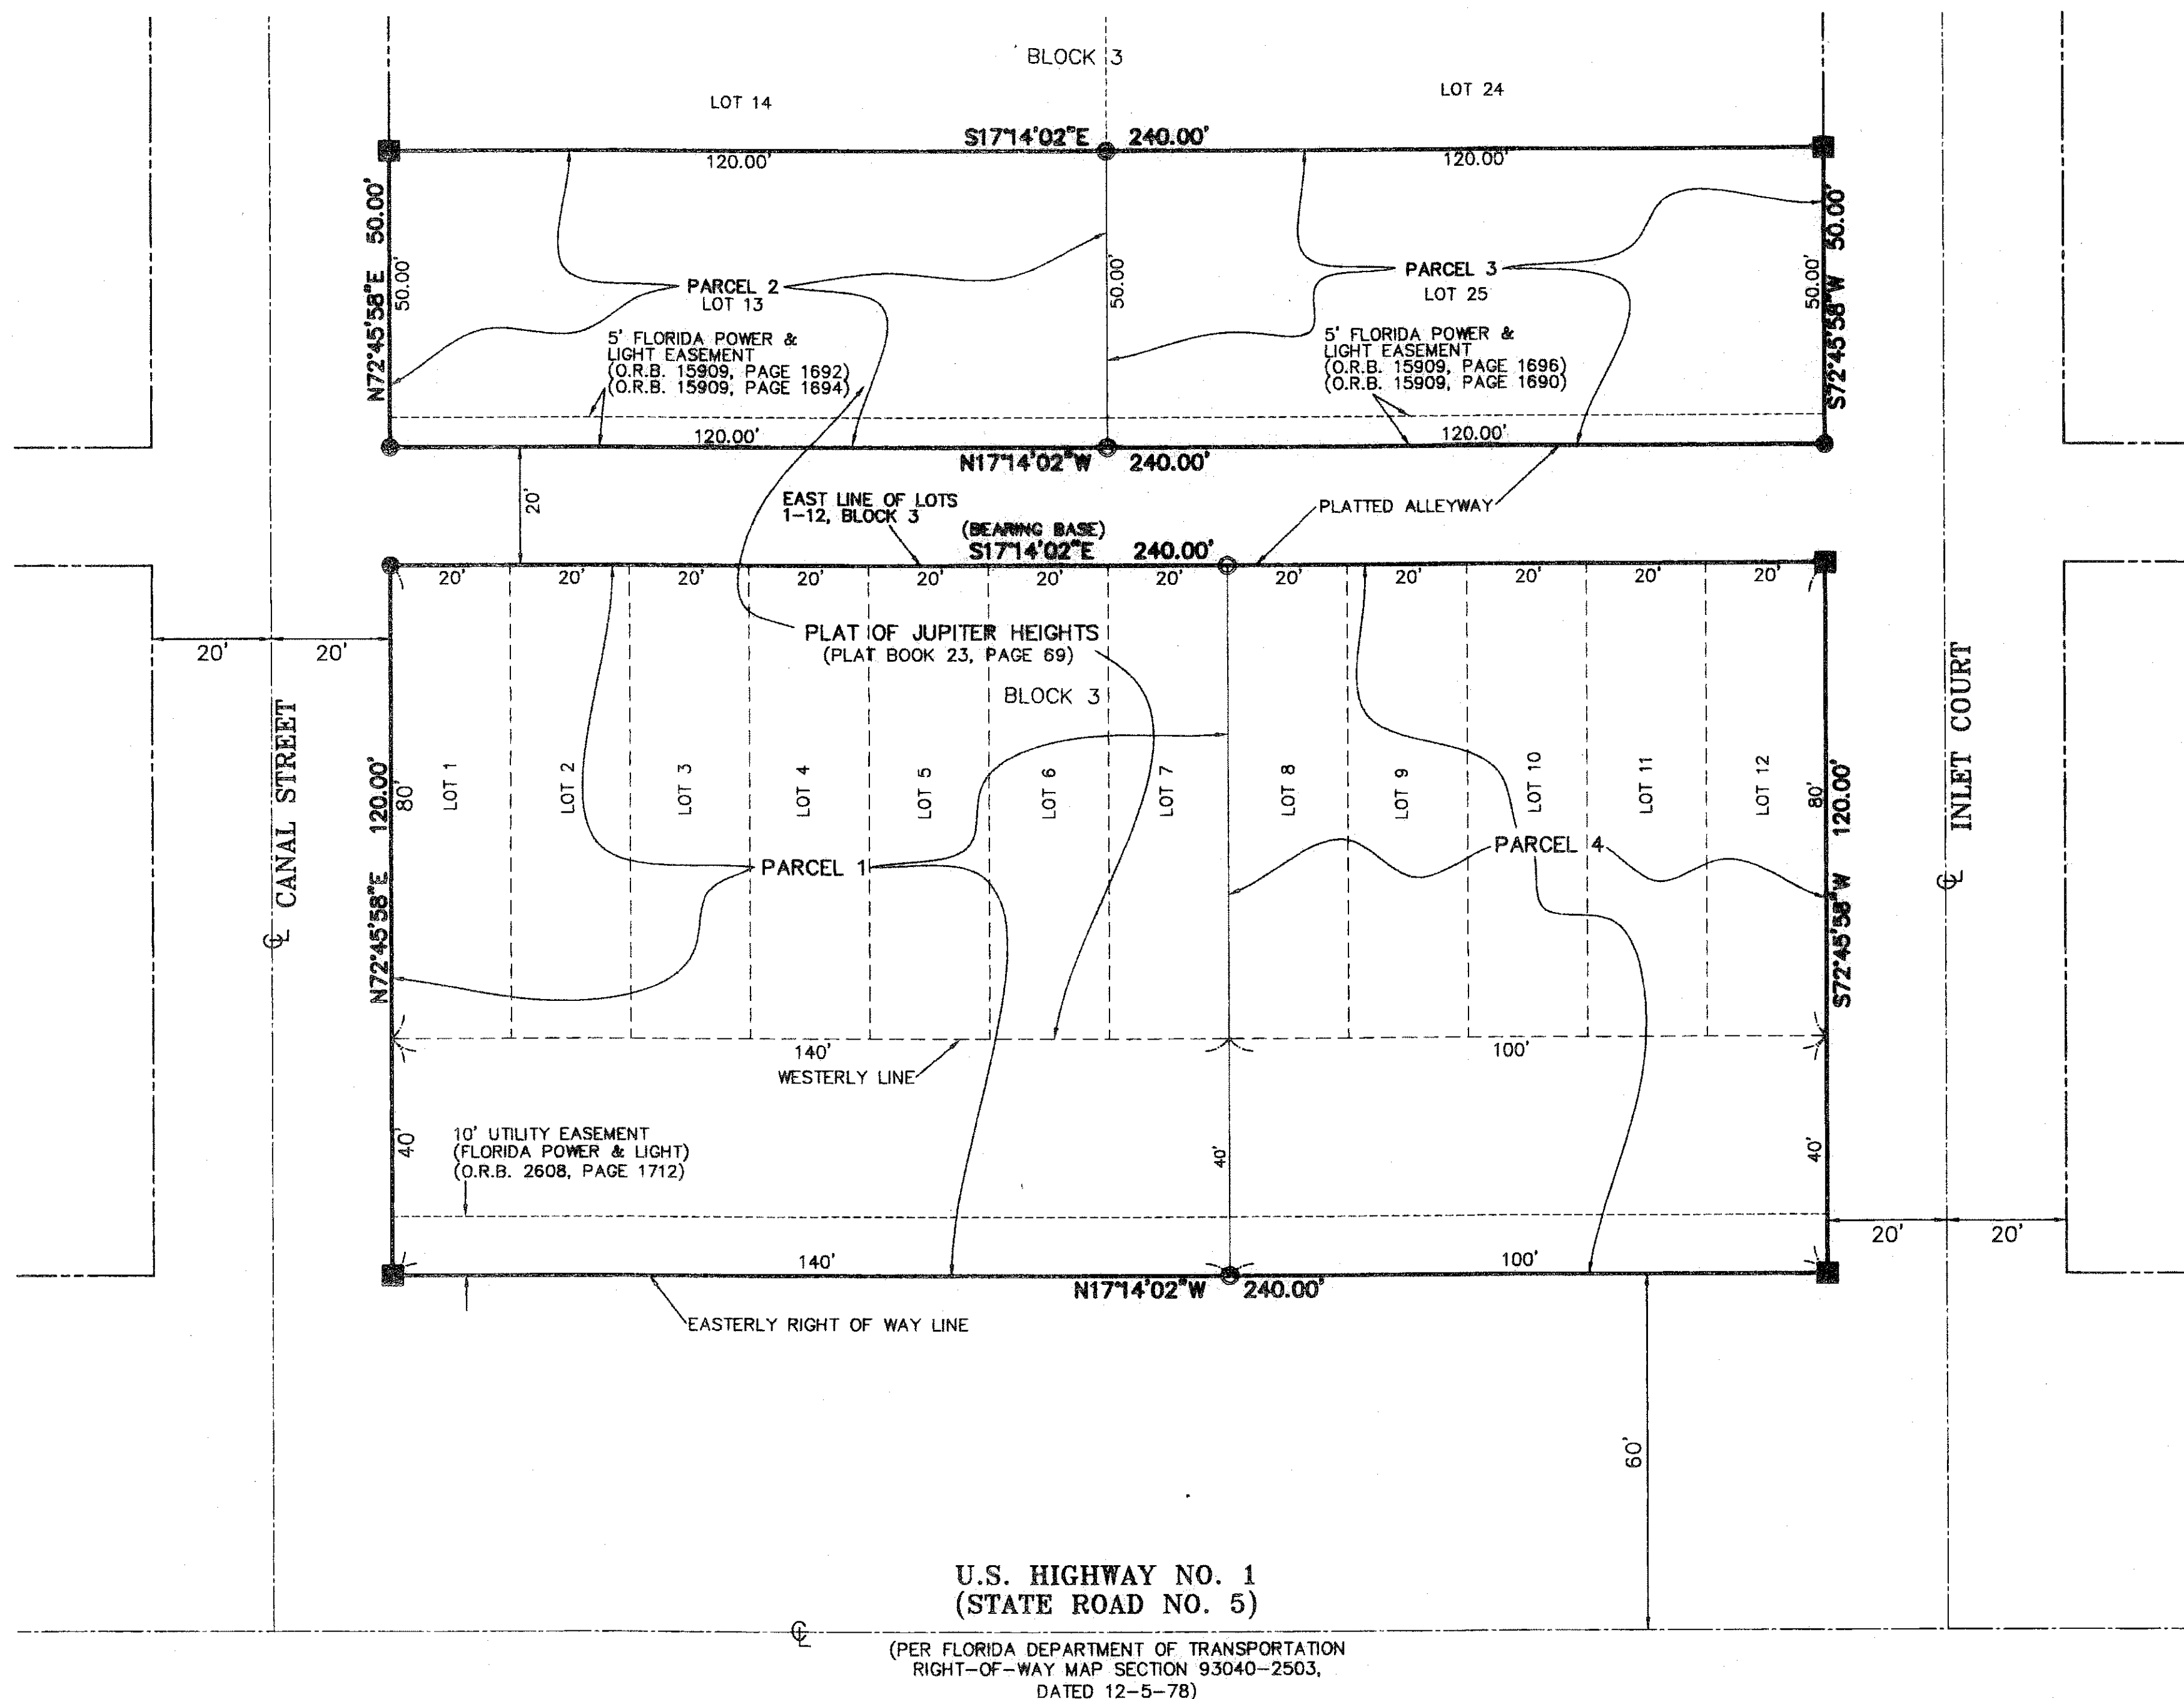 BLOCK 3
LOT 14
LOT 24
S17°14'02"E 240.00'
120.00'
120.00'
N72°45'58"E 50.00'
50.00'
50.00'
50.00'
S72°45'58"W 50.00'
PARCEL 2
LOT 13
PARCEL 3
LOT 25
5' FLORIDA POWER &
LIGHT EASEMENT
(O.R.B. 15909, PAGE 1692)
(O.R.B. 15909, PAGE 1694)
5' FLORIDA POWER &
LIGHT EASEMENT
(O.R.B. 15909, PAGE 1696)
(O.R.B. 15909, PAGE 1690)
120.00'
120.00'
N17°14'02"W 240.00'
20'
EAST LINE OF LOTS
1-12, BLOCK 3
PLATTED ALLEYWAY
(BEARING BASE)
S17°14'02"E 240.00'
20' 20' 20' 20' 20' 20' 20' 20' 20' 20' 20' 20'
PLAT OF JUPITER HEIGHTS
(PLAT BOOK 23, PAGE 69)
BLOCK 3
20' 20'
CANAL STREET
N72°45'58"E 120.00'
80'
LOT 1
LOT 2
LOT 3
LOT 4
LOT 5
LOT 6
LOT 7
LOT 8
LOT 9
LOT 10
LOT 11
LOT 12
80'
S72°45'58"W 120.00'
INLET COURT
PARCEL 1
PARCEL 4
℄
℄
140'
100'
WESTERLY LINE
10' UTILITY EASEMENT
(FLORIDA POWER & LIGHT)
(O.R.B. 2608, PAGE 1712)
40'
40'
40'
20' 20'
140'
100'
N17°14'02"W 240.00'
EASTERLY RIGHT OF WAY LINE
60'
U.S. HIGHWAY NO. 1
(STATE ROAD NO. 5)
℄
(PER FLORIDA DEPARTMENT OF TRANSPORTATION
RIGHT-OF-WAY MAP SECTION 93040-2503,
DATED 12-5-78)